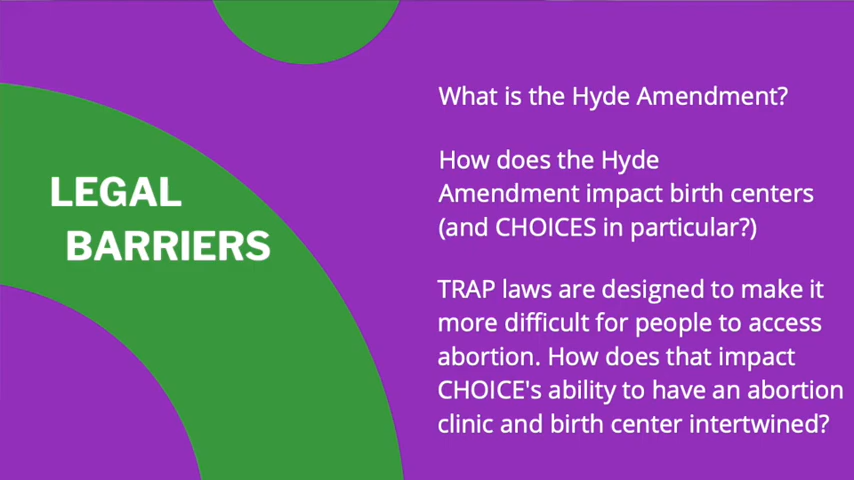 LEGAL
BARRIERS
What is the Hyde Amendment?
How does the Hyde
Amendment impact birth centers
(and CHOICES in particular?)
TRAP laws are designed to make it
more difficult for people to access
abortion. How does that impact
CHOICE's ability to have an abortion
clinic and birth center intertwined?